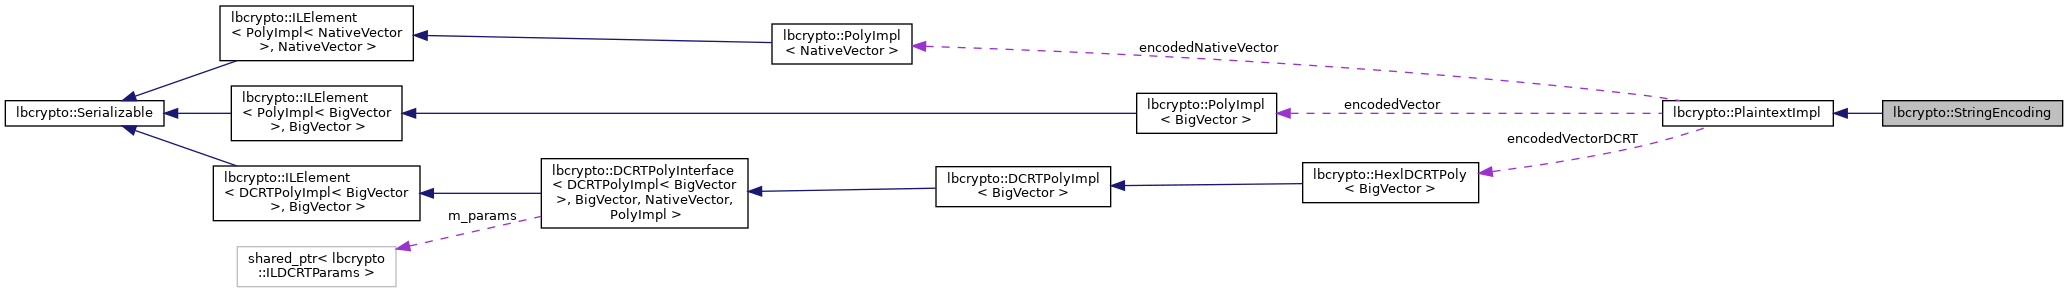 lbcrypto::ILElement
< PolyImpl< NativeVector
>, NativeVector >
lbcrypto::PolyImpl
< NativeVector >
encodedNativeVector
lbcrypto::Serializable
lbcrypto::ILElement
< PolyImpl< BigVector
>, BigVector >
lbcrypto::PolyImpl
< BigVector >
encodedVector
lbcrypto::PlaintextImpl
lbcrypto::StringEncoding
encodedVectorDCRT
lbcrypto::ILElement
< DCRTPolyImpl< BigVector
>, BigVector >
lbcrypto::DCRTPolyInterface
< DCRTPolyImpl< BigVector
>, BigVector, NativeVector,
PolyImpl >
lbcrypto::DCRTPolyImpl
< BigVector >
lbcrypto::HexlDCRTPoly
< BigVector >
m_params
shared_ptr< lbcrypto
::ILDCRTParams >